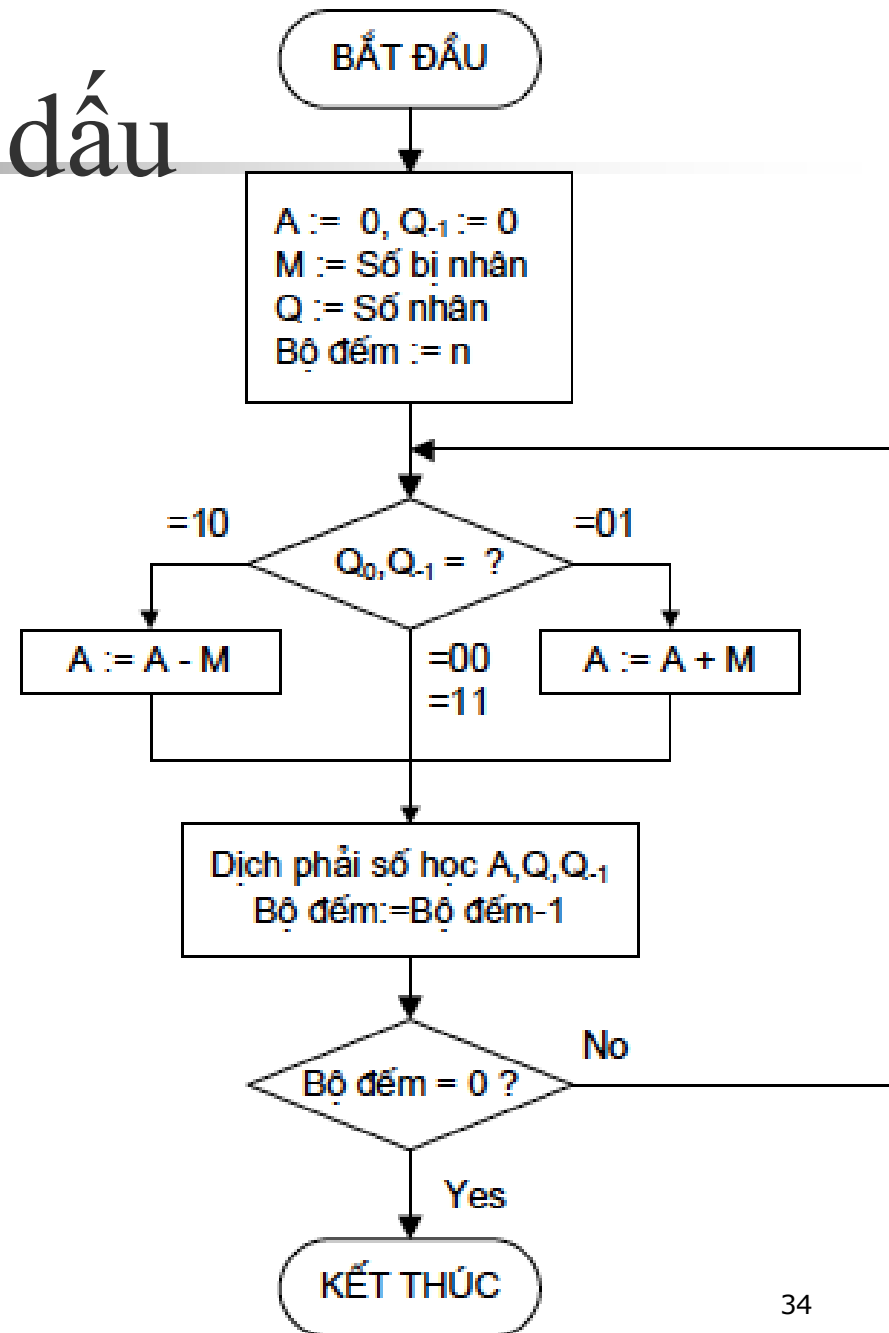 BẮT ĐẦU
dấu
A := 0, Q₋₁ := 0
M := Số bị nhân
Q := Số nhân
Bộ đếm := n
=10
=01
Q₀,Q₋₁ = ?
A := A - M
=00
=11
A := A + M
Dịch phải số học A,Q,Q₋₁
Bộ đếm:=Bộ đếm-1
No
Bộ đếm = 0 ?
Yes
KẾT THÚC
34